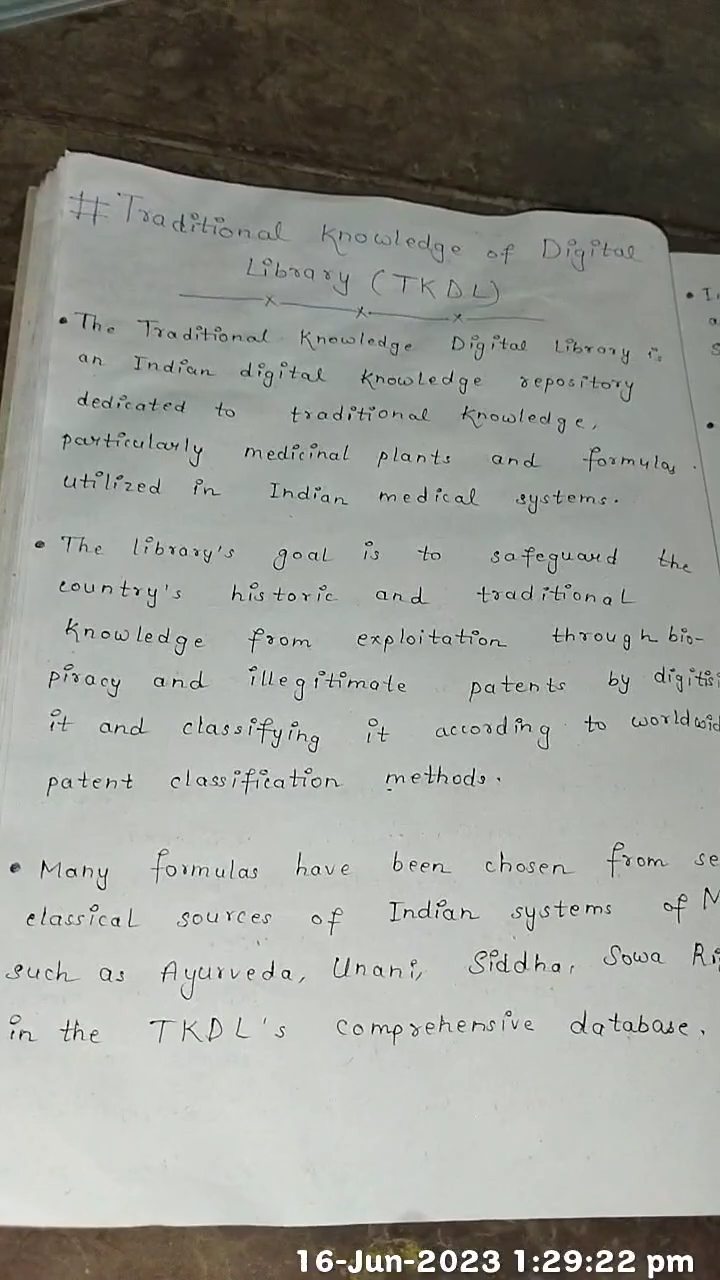 # Traditional Knowledge of Digital
Library (TKDL)
• The Traditional Knowledge Digital Library is
an Indian digital knowledge repository
dedicated to traditional knowledge,
particularly medicinal plants and formulas
utilized in Indian medical systems.
• The library's goal is to safeguard the
country's historic and traditional
knowledge from exploitation through bio-
piracy and illegitimate patents by
it and classifying it according to
patent classification methods.
• Many formulas have been chosen from
classical sources of Indian systems of
such as Ayurveda, Unani, Siddha, Sowa
in the TKDL's comprehensive database.
16-Jun-2023 1:29:22 pm